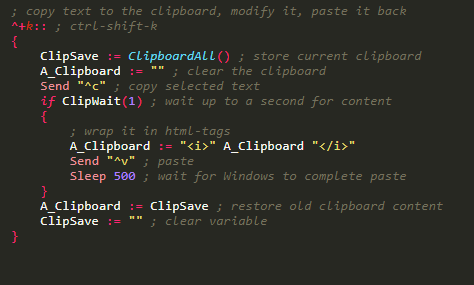 ; copy text to the clipboard, modify it, paste it back
^+k:: ; ctrl-shift-k
{
    ClipSave := ClipboardAll() ; store current clipboard
    A_Clipboard := "" ; clear the clipboard
    Send "^c" ; copy selected text
    if ClipWait(1) ; wait up to a second for content
    {
        ; wrap it in html-tags
        A_Clipboard := "<i>" A_Clipboard "</i>"
        Send "^v" ; paste
        Sleep 500 ; wait for Windows to complete paste
    }
    A_Clipboard := ClipSave ; restore old clipboard content
    ClipSave := "" ; clear variable
}